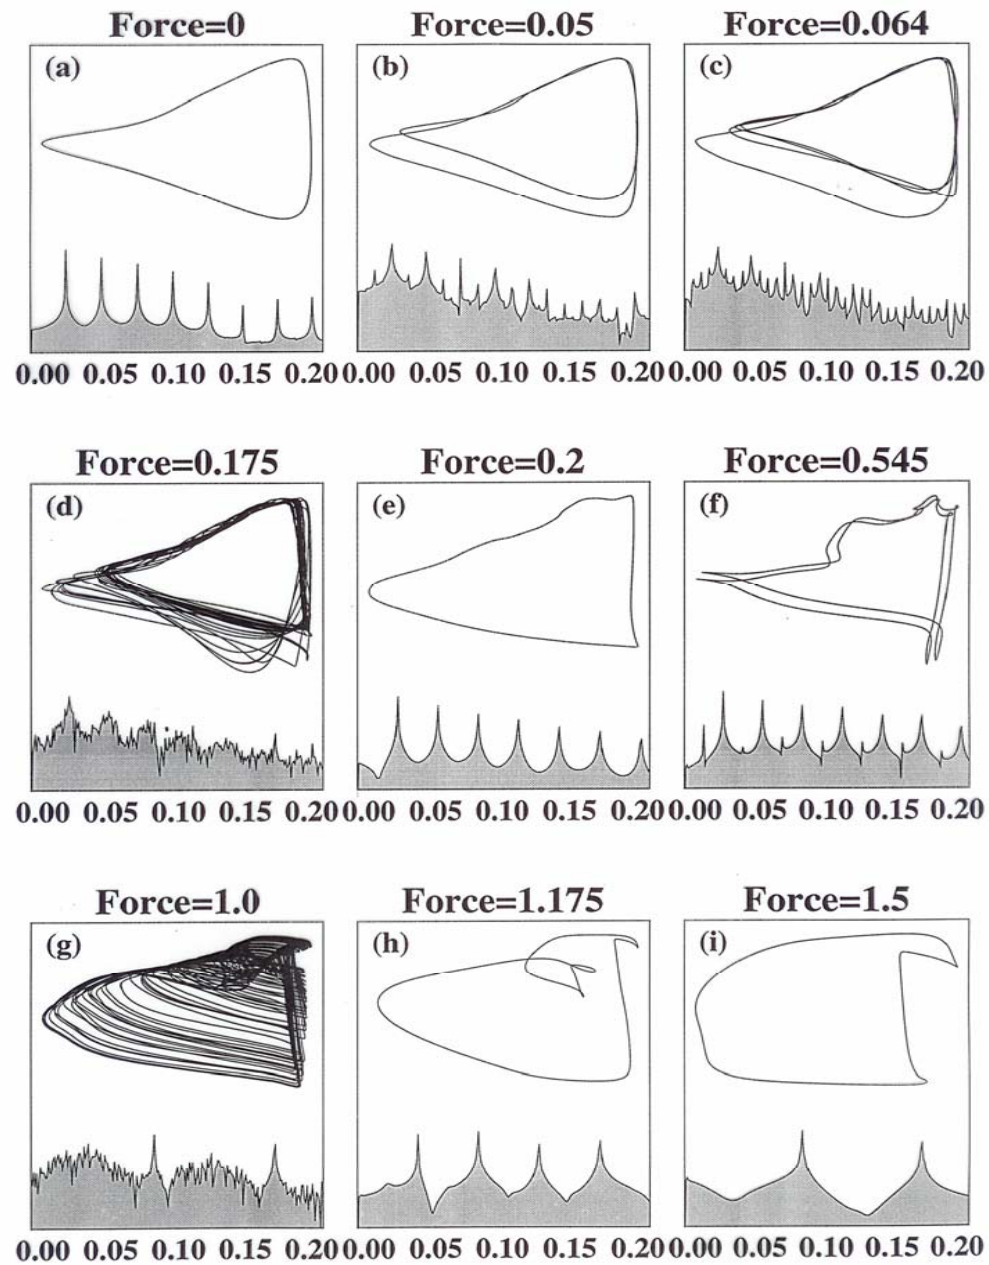 Force=0 Force=0.05 Force=0.064
(a) (b) (c)
0.00 0.05 0.10 0.15 0.20 0.00 0.05 0.10 0.15 0.20 0.00 0.05 0.10 0.15 0.20
Force=0.175 Force=0.2 Force=0.545
(d) (e) (f)
0.00 0.05 0.10 0.15 0.20 0.00 0.05 0.10 0.15 0.20 0.00 0.05 0.10 0.15 0.20
Force=1.0 Force=1.175 Force=1.5
(g) (h) (i)
0.00 0.05 0.10 0.15 0.20 0.00 0.05 0.10 0.15 0.20 0.00 0.05 0.10 0.15 0.20